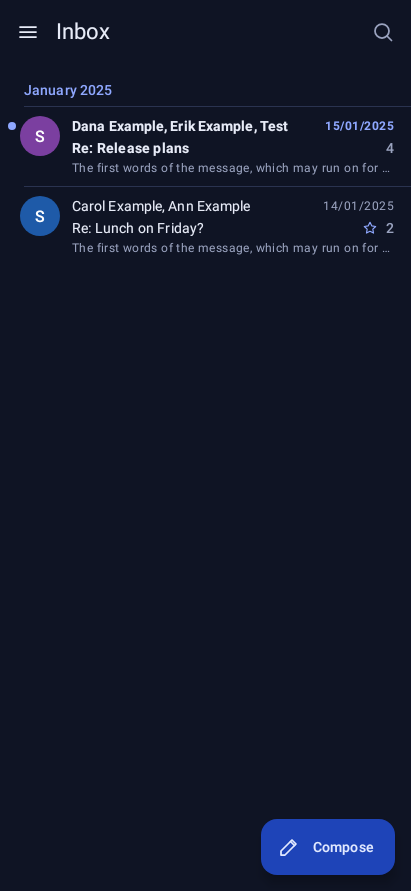 Inbox
January 2025
S
Dana Example, Erik Example, Test
15/01/2025
Re: Release plans
4
The first words of the message, which may run on for …
S
Carol Example, Ann Example
14/01/2025
Re: Lunch on Friday?
2
The first words of the message, which may run on for …
Compose